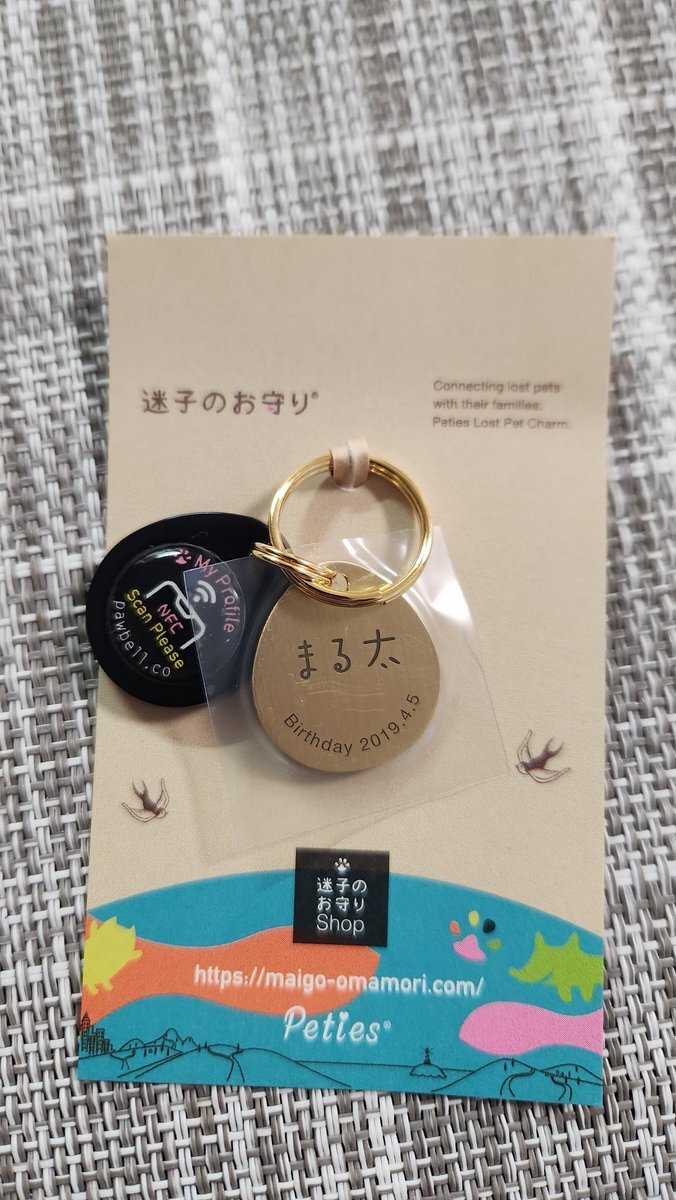 迷子のお守り®
Connecting lost pets
with their families.
Peties Lost Pet Charm.
My Profile
NFC
Scan Please
pawbell.co
まる太
Birthday 2019.4.5
迷子の
お守り
Shop
https://maigo-omamori.com/
Peties®